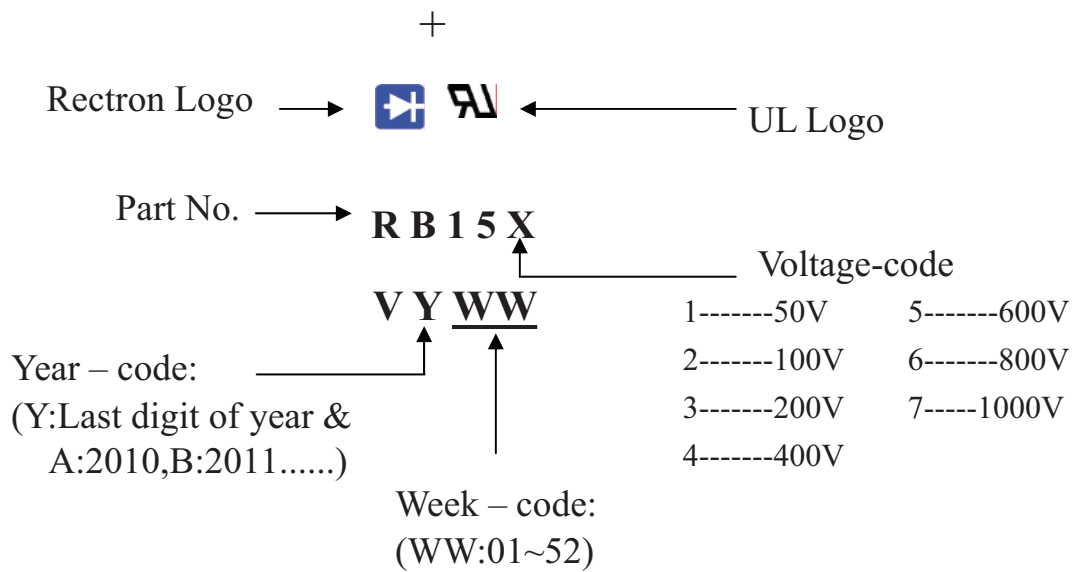 +
Rectron Logo
UL Logo
Part No.
R B 1 5 X
Voltage-code
V Y WW
1-------50V 5-------600V
2-------100V 6-------800V
3-------200V 7-----1000V
4-------400V
Year – code:
(Y:Last digit of year &
A:2010,B:2011......)
Week – code:
(WW:01~52)